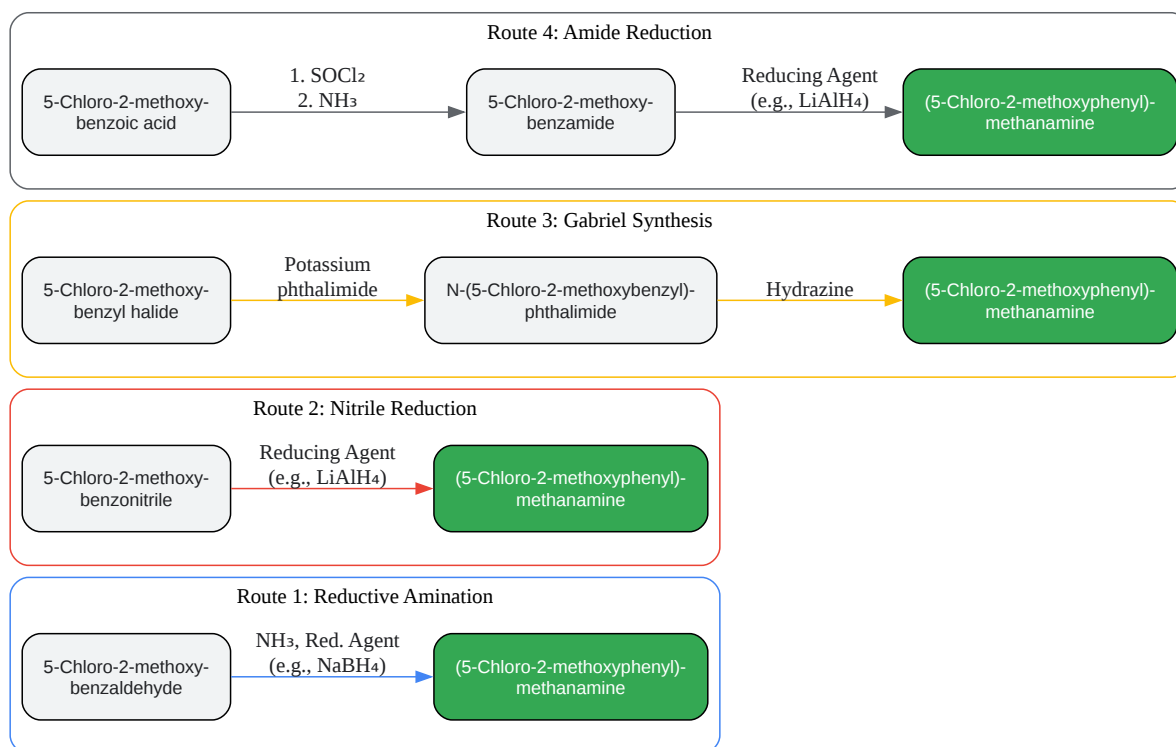 Route 4: Amide Reduction
5-Chloro-2-methoxy-
benzoic acid
1. SOCl₂
2. NH₃
5-Chloro-2-methoxy-
benzamide
Reducing Agent
(e.g., LiAlH₄)
(5-Chloro-2-methoxyphenyl)-
methanamine
Route 3: Gabriel Synthesis
5-Chloro-2-methoxy-
benzyl halide
Potassium
phthalimide
N-(5-Chloro-2-methoxybenzyl)-
phthalimide
Hydrazine
(5-Chloro-2-methoxyphenyl)-
methanamine
Route 2: Nitrile Reduction
5-Chloro-2-methoxy-
benzonitrile
Reducing Agent
(e.g., LiAlH₄)
(5-Chloro-2-methoxyphenyl)-
methanamine
Route 1: Reductive Amination
5-Chloro-2-methoxy-
benzaldehyde
NH₃, Red. Agent
(e.g., NaBH₄)
(5-Chloro-2-methoxyphenyl)-
methanamine